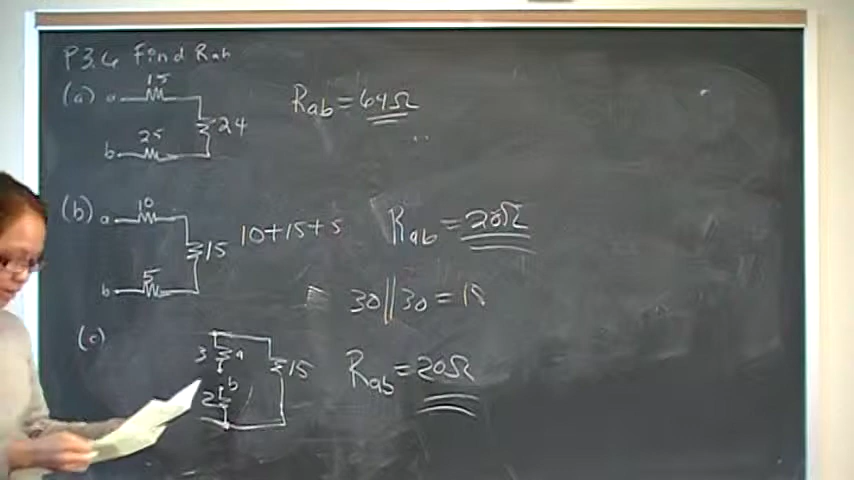 P3.6 Find Rab
(a) a 15
24
b 25
Rab = 64Ω
(b) a 10
15
b 5
10+15+5
Rab = 20Ω
30||30 = 15
(c)
3 a
15
2 b
Rab = 20Ω